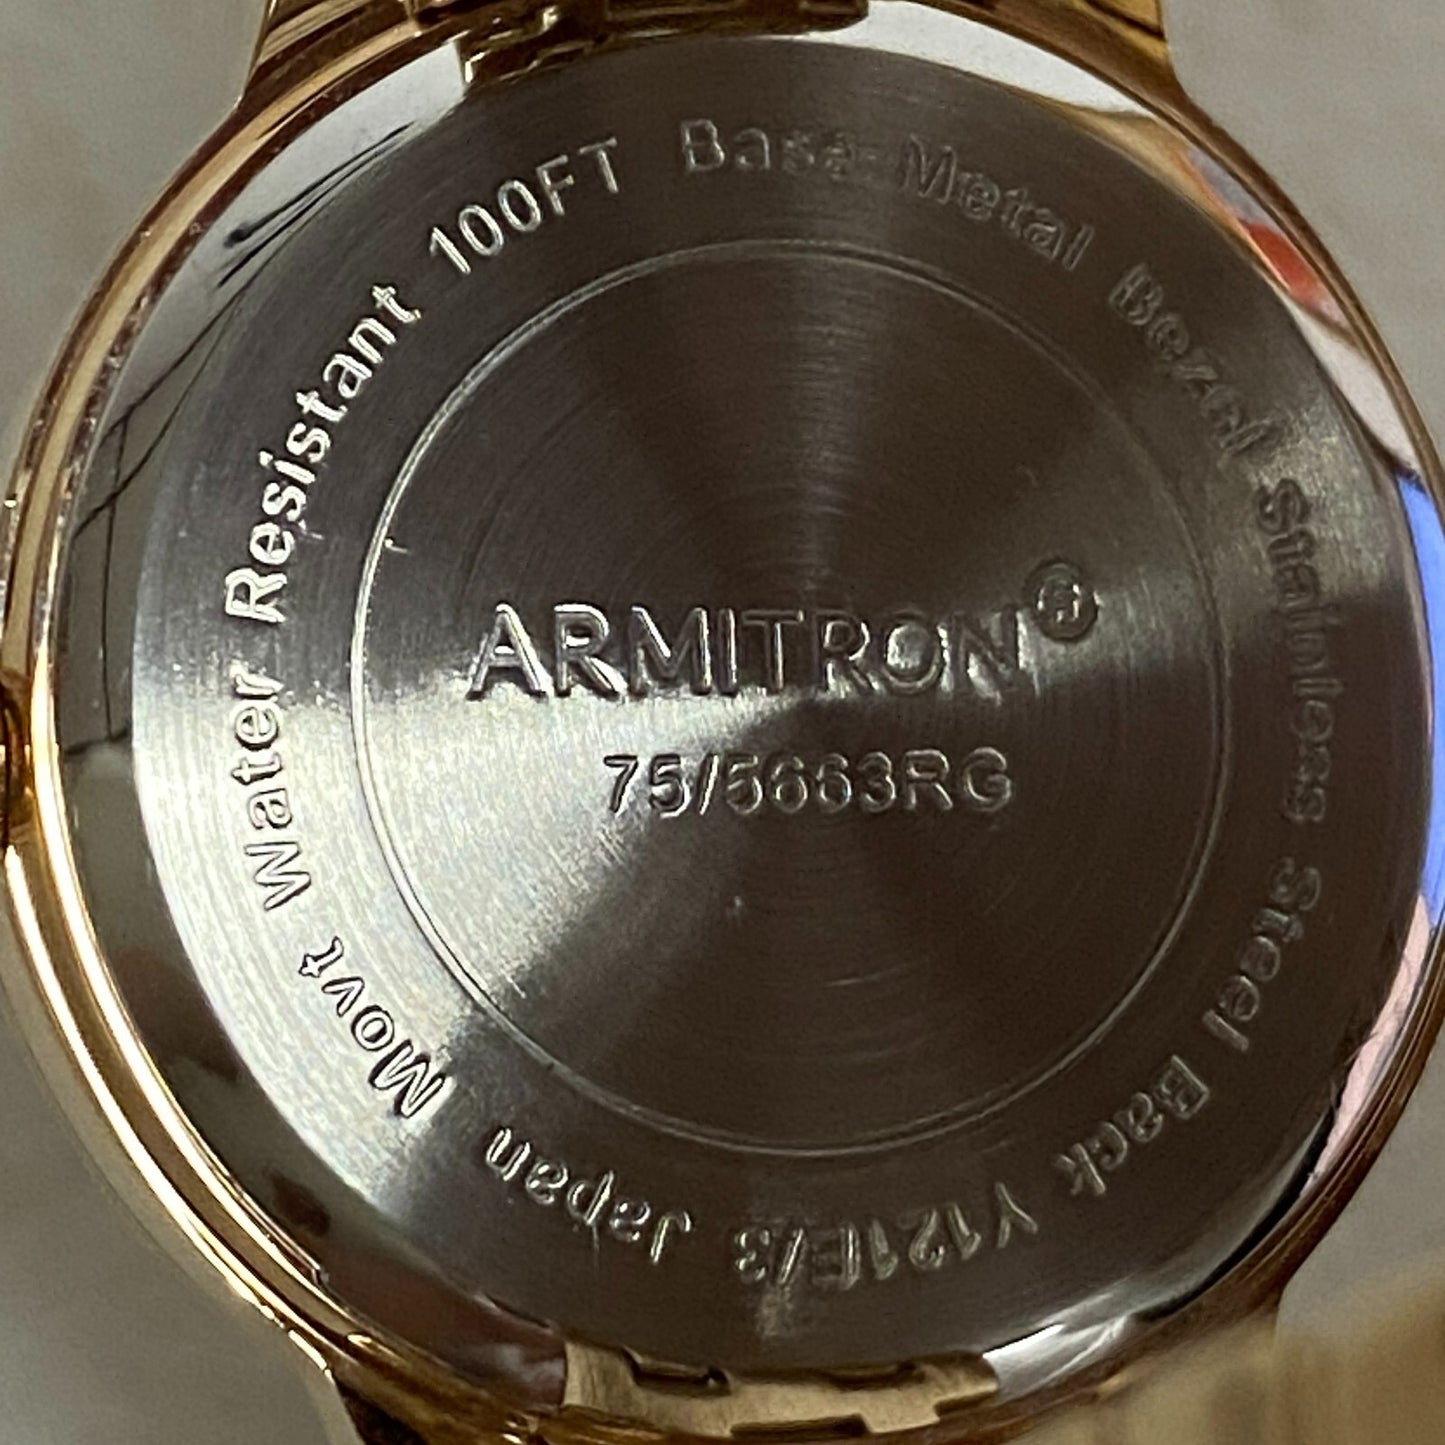 ARMITRON®
75/5663RG
Water Resistant 100FT Base Metal Bezel Stainless Steel Back Y121E/3 Japan Movt